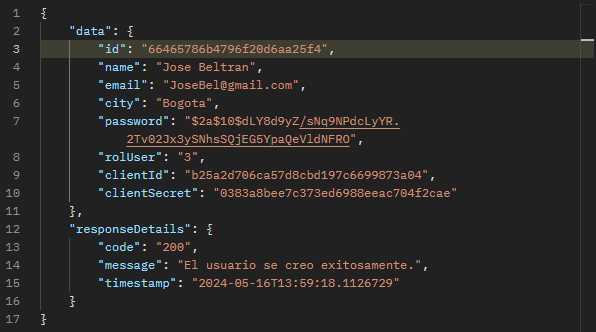 1 {
2 "data": {
3 "id": "66465786b4796f20d6aa25f4",
4 "name": "Jose Beltran",
5 "email": "JoseBel@gmail.com",
6 "city": "Bogota",
7 "password": "$2a$10$dLY8d9yZ/sNq9NPdcLyYR.
2Tv02Jx3ySNhsSQjEG5YpaQeVldNFRO",
8 "rolUser": "3",
9 "clientId": "b25a2d706ca57d8cbd197c6699873a04",
10 "clientSecret": "0383a8bee7c373ed6988eeac704f2cae"
11 },
12 "responseDetails": {
13 "code": "200",
14 "message": "El usuario se creo exitosamente.",
15 "timestamp": "2024-05-16T13:59:18.1126729"
16 }
17 }